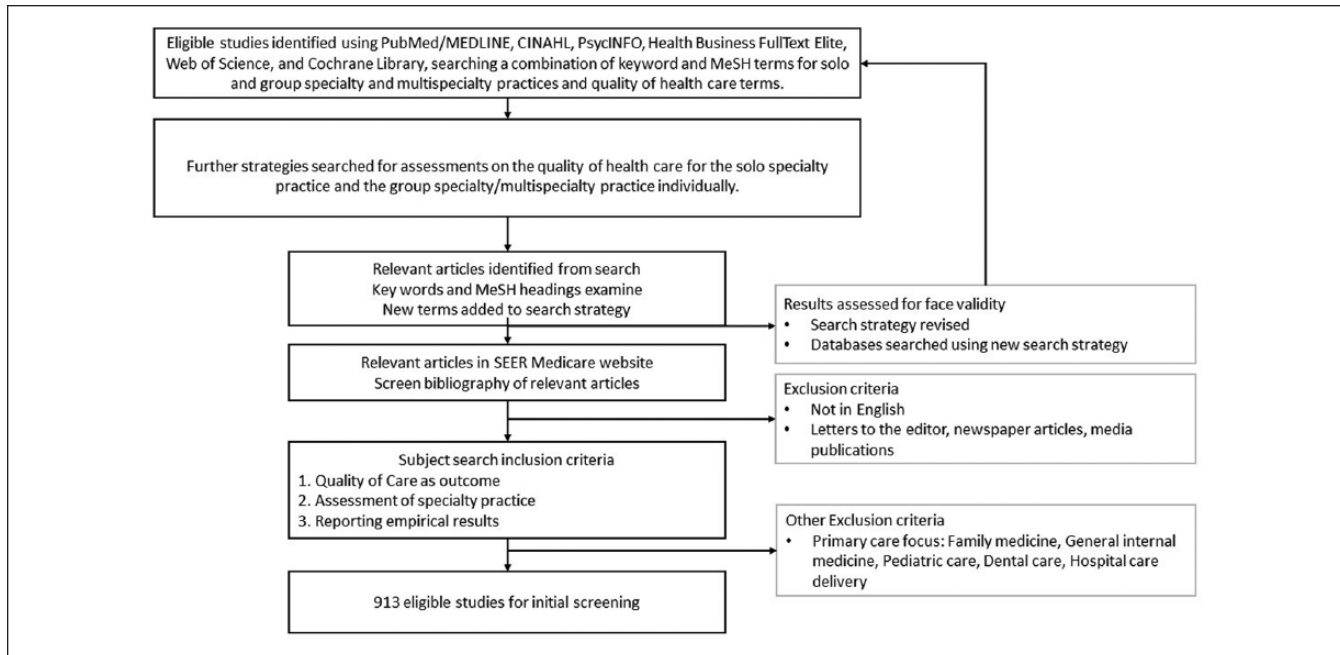 Eligible studies identified using PubMed/MEDLINE, CINAHL, PsycINFO, Health Business FullText Elite,
Web of Science, and Cochrane Library, searching a combination of keyword and MeSH terms for solo
and group specialty and multispecialty practices and quality of health care terms.
Further strategies searched for assessments on the quality of health care for the solo specialty
practice and the group specialty/multispecialty practice individually.
Relevant articles identified from search
Key words and MeSH headings examine
New terms added to search strategy
Results assessed for face validity
• Search strategy revised
• Databases searched using new search strategy
Relevant articles in SEER Medicare website
Screen bibliography of relevant articles
Exclusion criteria
• Not in English
• Letters to the editor, newspaper articles, media
publications
Subject search inclusion criteria
1. Quality of Care as outcome
2. Assessment of specialty practice
3. Reporting empirical results
Other Exclusion criteria
• Primary care focus: Family medicine, General internal
medicine, Pediatric care, Dental care, Hospital care
delivery
913 eligible studies for initial screening